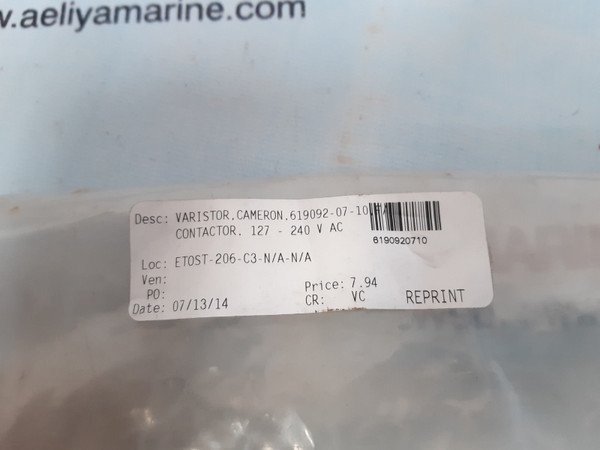 www.aeliyamarine.com
Desc: VARISTOR.CAMERON.619092-07-10
CONTACTOR. 127 - 240 V AC
6190920710
Loc: ETOST-206-C3-N/A-N/A
Ven:
PO:
Price: 7.94
Date: 07/13/14
CR: VC
REPRINT